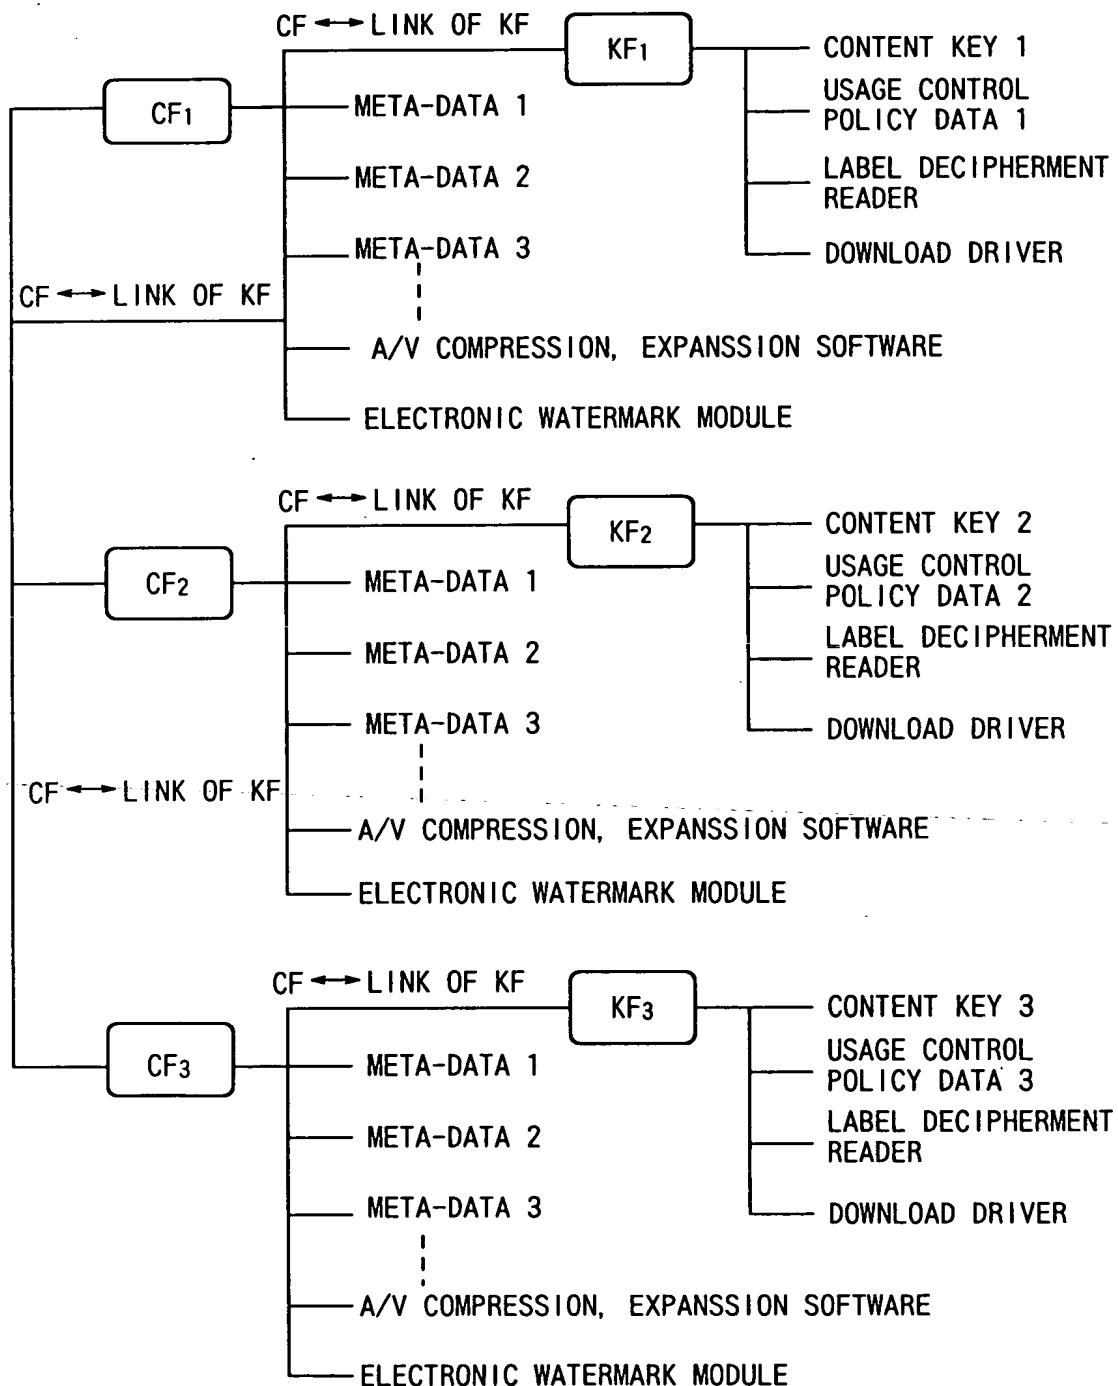 CF ↔ LINK OF KF
KF1
CONTENT KEY 1
USAGE CONTROL
POLICY DATA 1
LABEL DECIPHERMENT
READER
DOWNLOAD DRIVER
CF1
META-DATA 1
META-DATA 2
META-DATA 3
CF ↔ LINK OF KF
A/V COMPRESSION, EXPANSSION SOFTWARE
ELECTRONIC WATERMARK MODULE
CF ↔ LINK OF KF
KF2
CONTENT KEY 2
USAGE CONTROL
POLICY DATA 2
LABEL DECIPHERMENT
READER
DOWNLOAD DRIVER
CF2
META-DATA 1
META-DATA 2
META-DATA 3
CF ↔ LINK OF KF
A/V COMPRESSION, EXPANSSION SOFTWARE
ELECTRONIC WATERMARK MODULE
CF ↔ LINK OF KF
KF3
CONTENT KEY 3
USAGE CONTROL
POLICY DATA 3
LABEL DECIPHERMENT
READER
DOWNLOAD DRIVER
CF3
META-DATA 1
META-DATA 2
META-DATA 3
A/V COMPRESSION, EXPANSSION SOFTWARE
ELECTRONIC WATERMARK MODULE